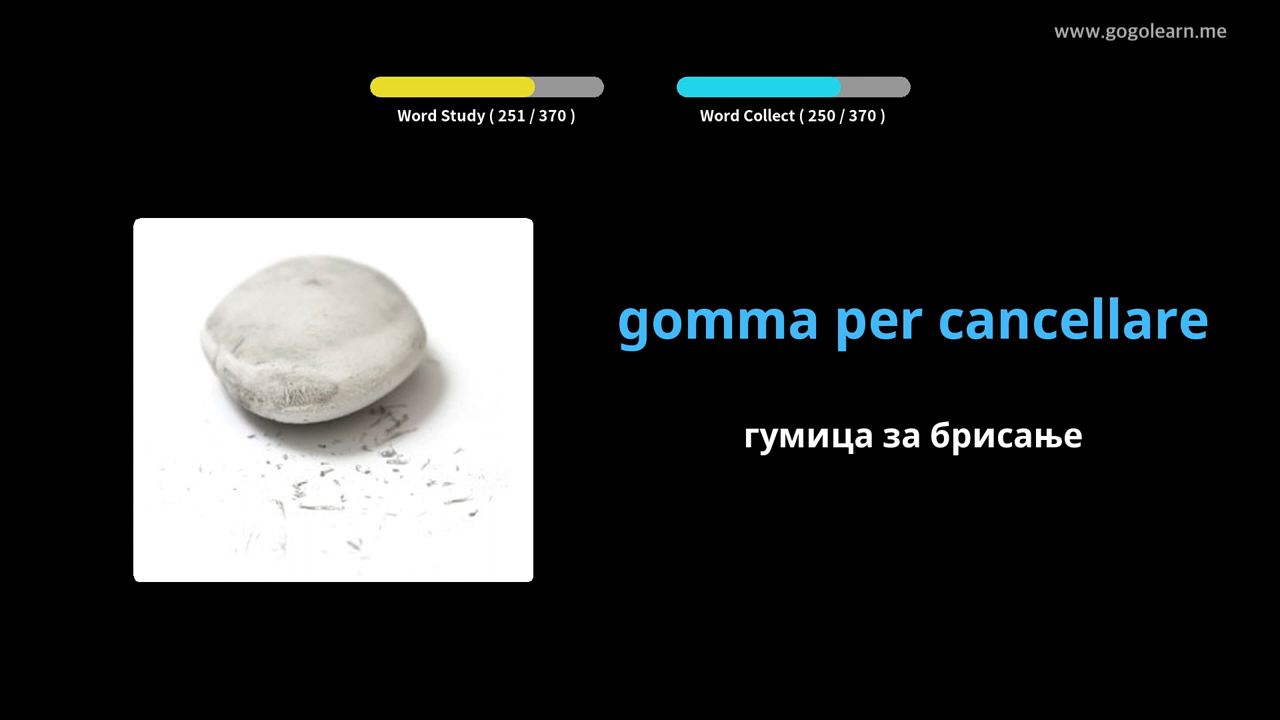 www.gogolearn.me
Word Study ( 251 / 370 )
Word Collect ( 250 / 370 )
gomma per cancellare
гумица за брисање